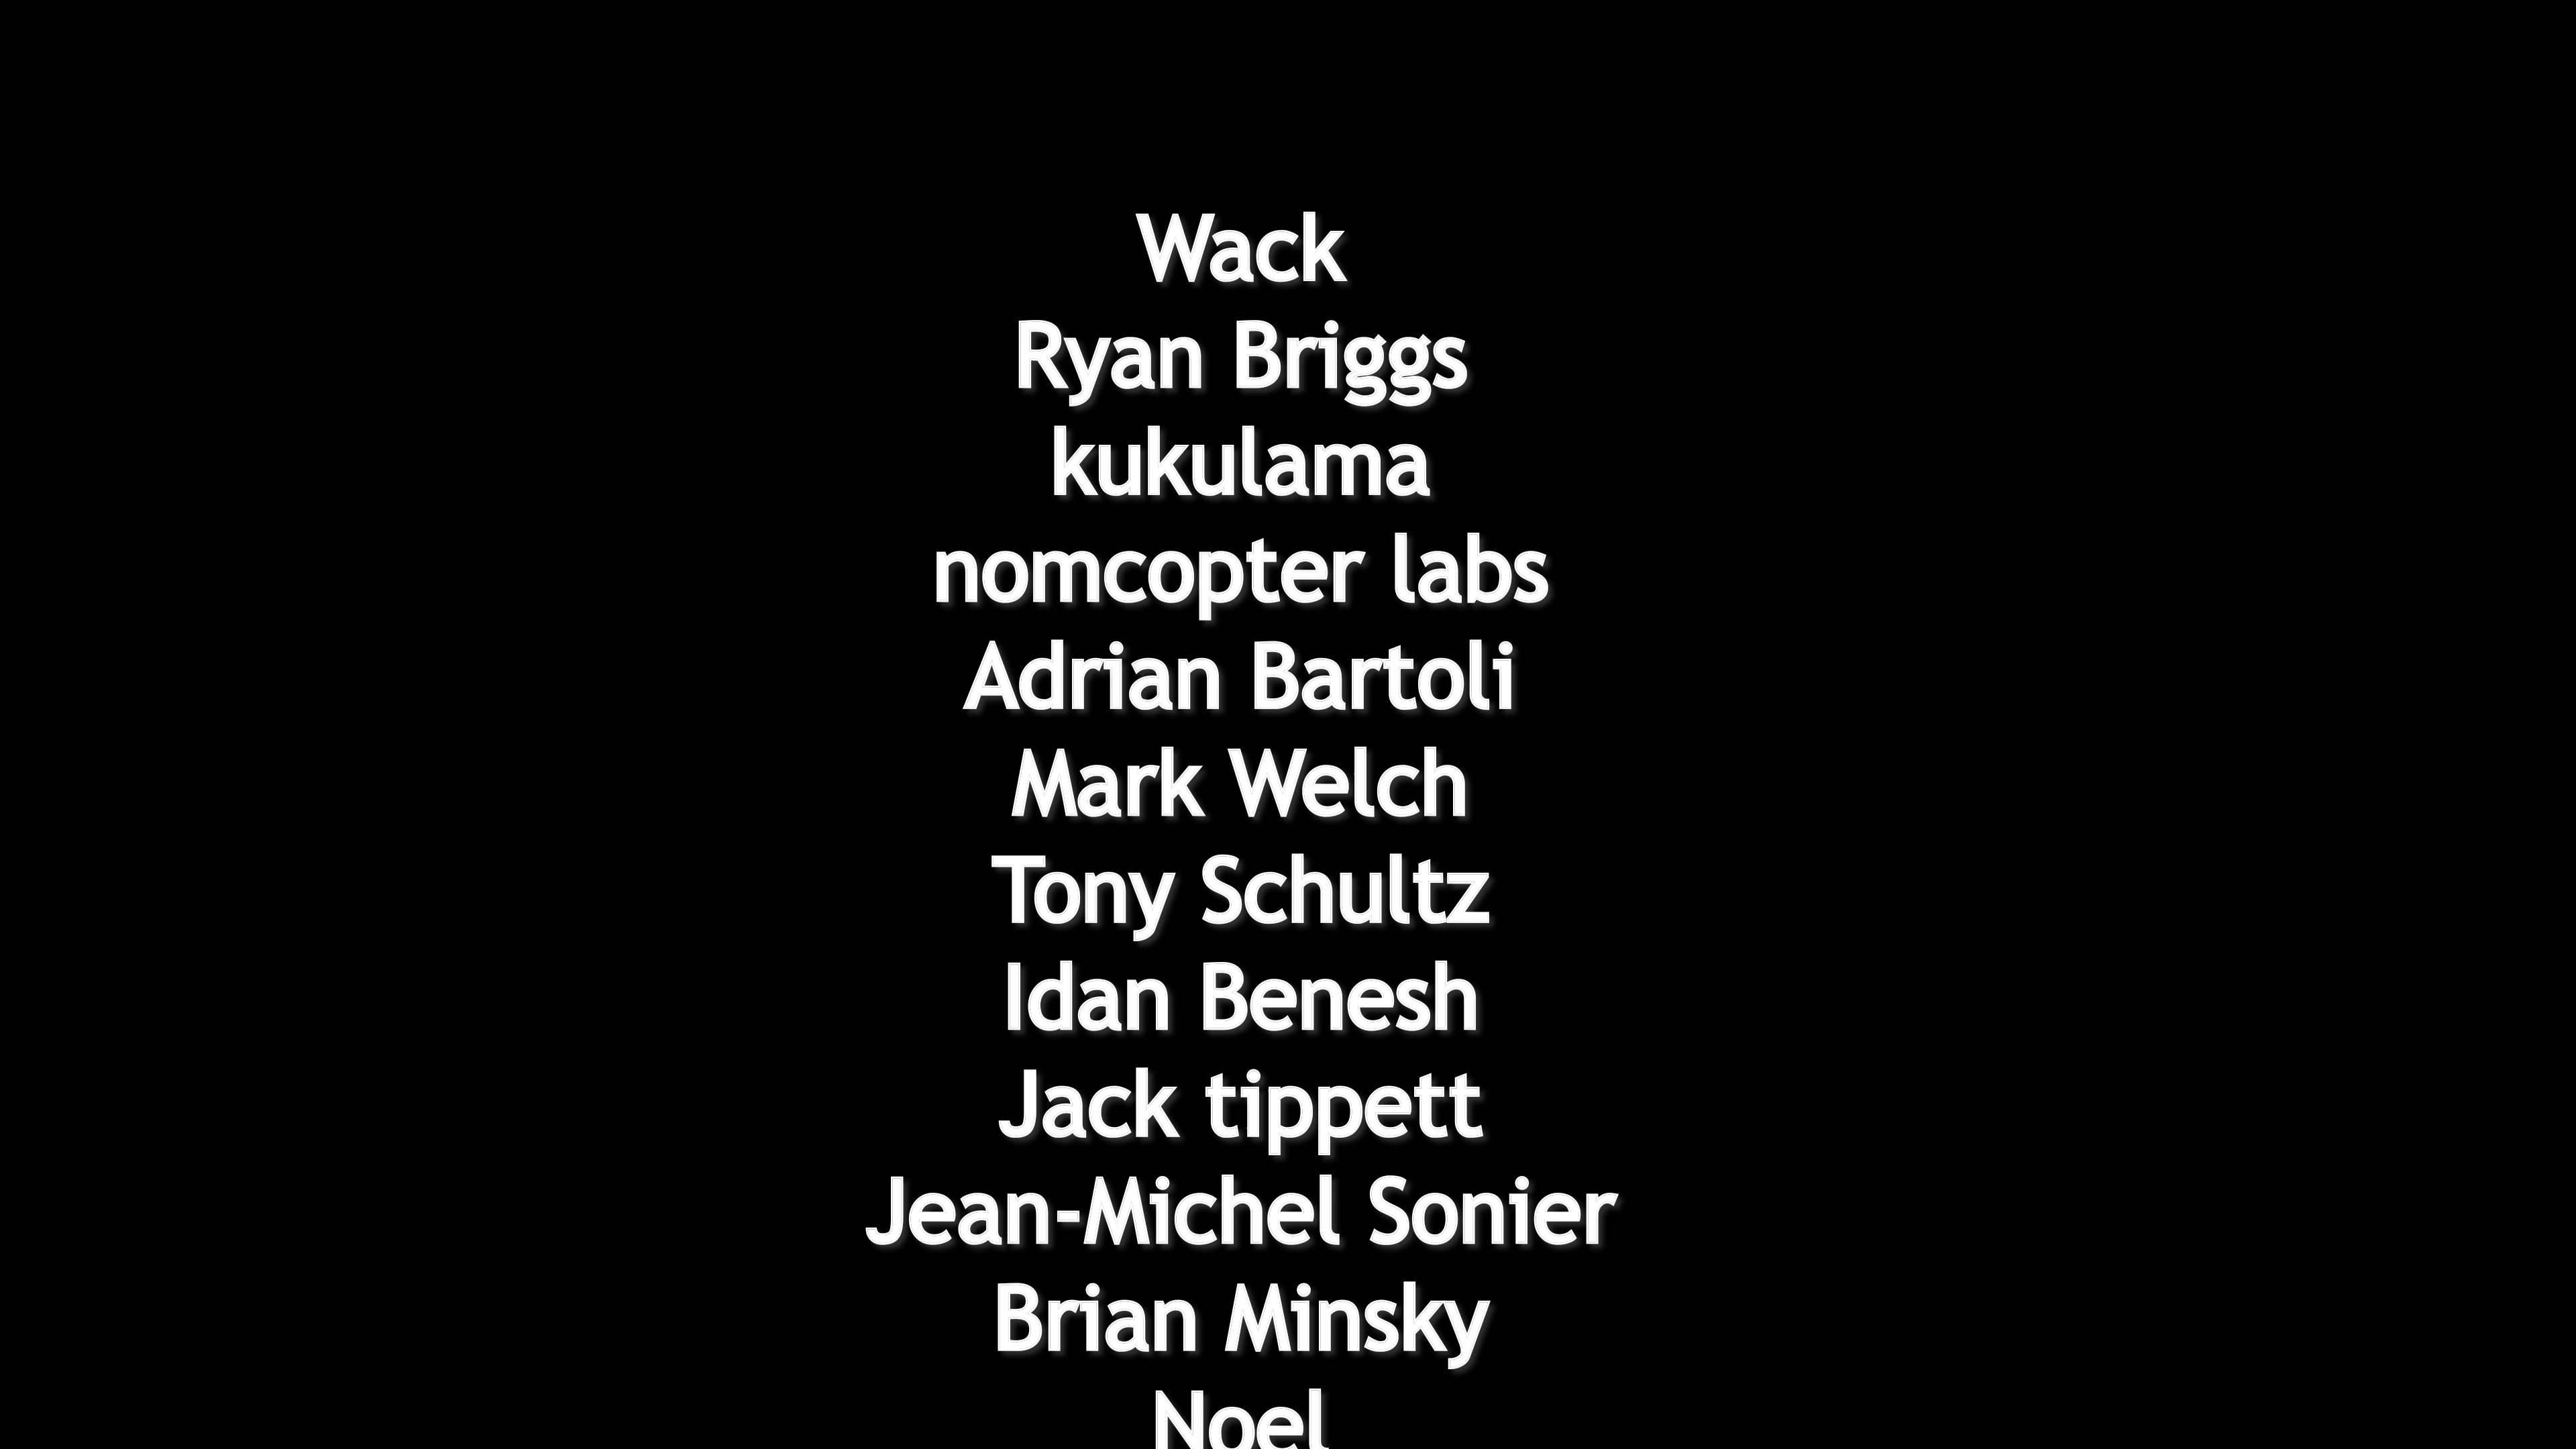 Wack
Ryan Briggs
kukulama
nomcopter labs
Adrian Bartoli
Mark Welch
Tony Schultz
Idan Benesh
Jack tippett
Jean-Michel Sonier
Brian Minsky
Noel